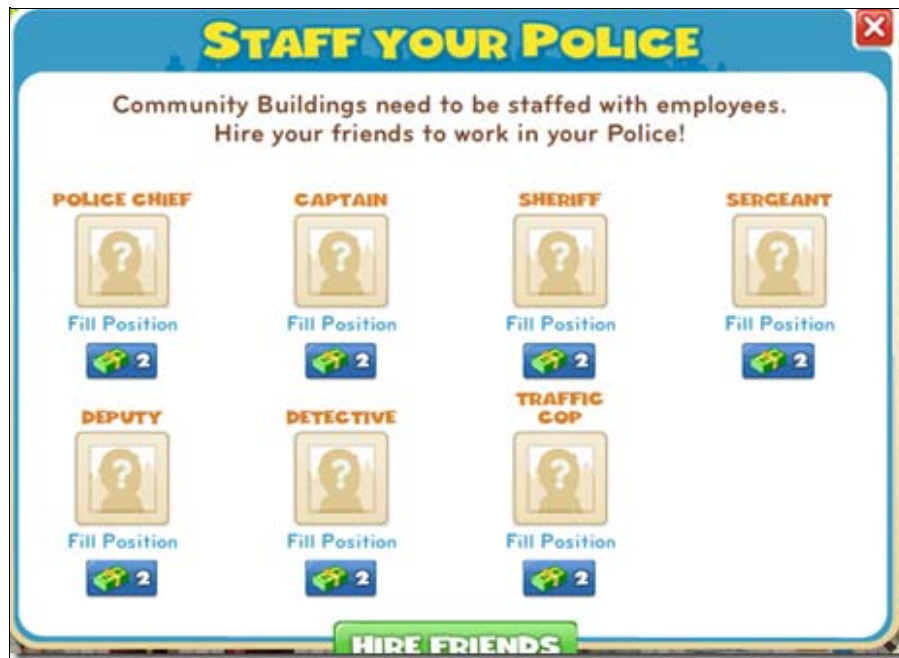 STAFF YOUR POLICE
Community Buildings need to be staffed with employees.
Hire your friends to work in your Police!
POLICE CHIEF CAPTAIN SHERIFF SERGEANT
? ? ? ?
Fill Position Fill Position Fill Position Fill Position
2 2 2 2
DEPUTY DETECTIVE TRAFFIC
COP
? ? ?
Fill Position Fill Position Fill Position
2 2 2
HIRE FRIENDS